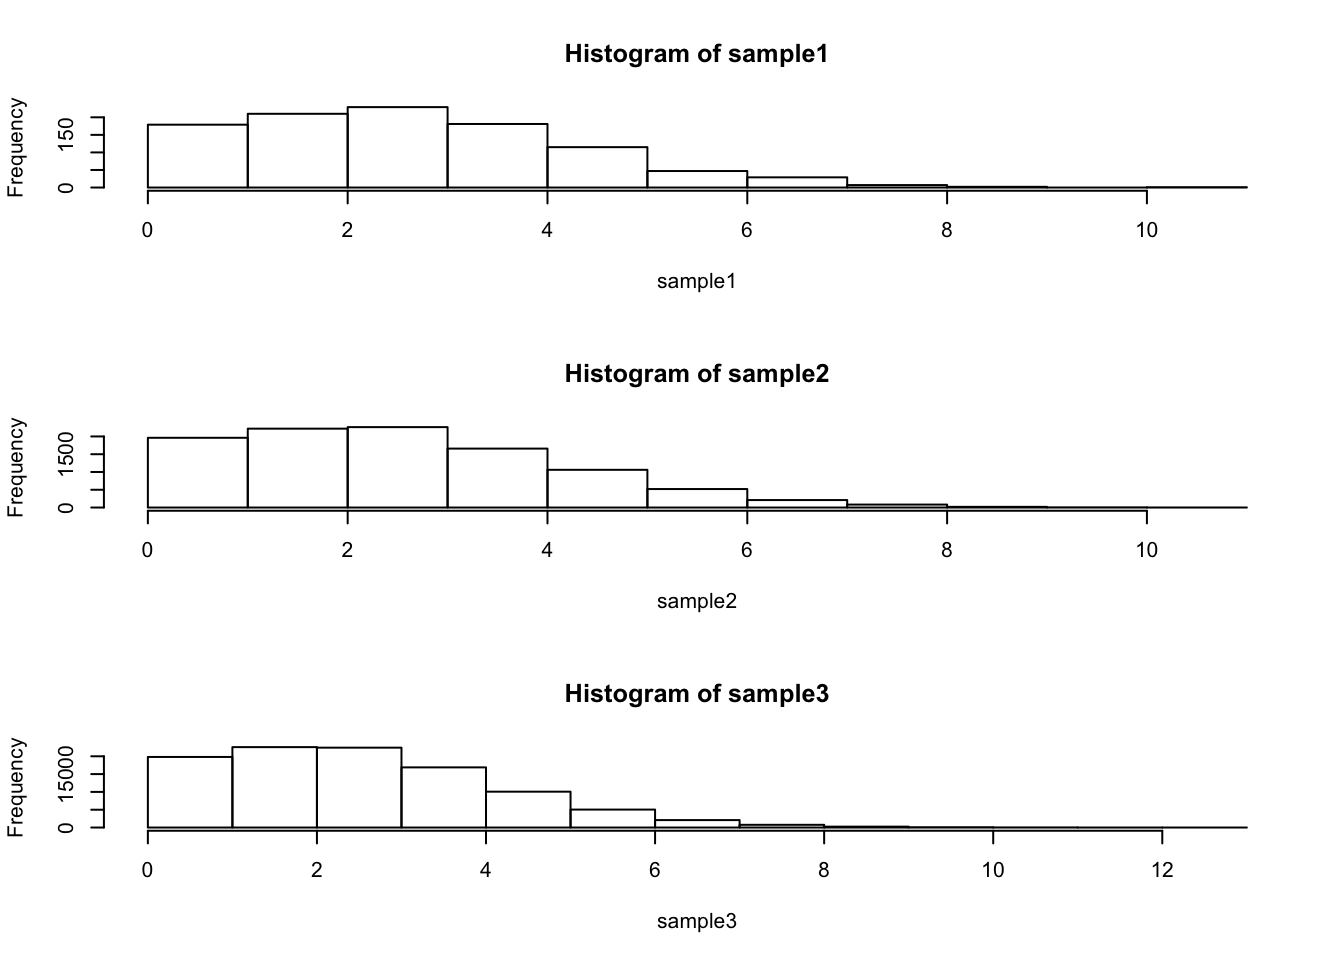 Histogram of sample1
Frequency
150
0
0 2 4 6 8 10
sample1
Histogram of sample2
Frequency
1500
0
0 2 4 6 8 10
sample2
Histogram of sample3
Frequency
15000
0
0 2 4 6 8 10 12
sample3